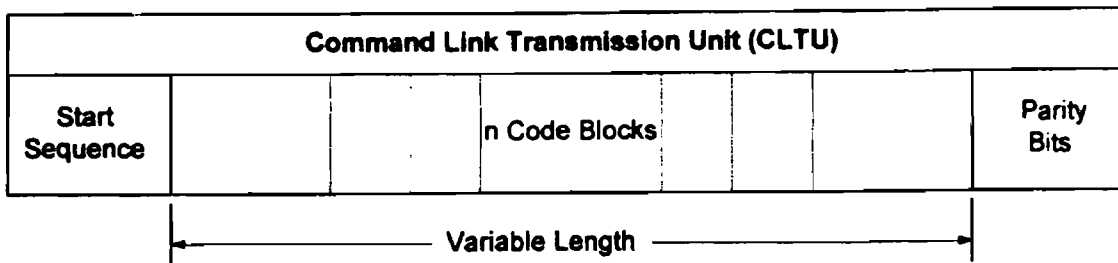 Command Link Transmission Unit (CLTU)
Start
Sequence
n Code Blocks
Parity
Bits
Variable Length